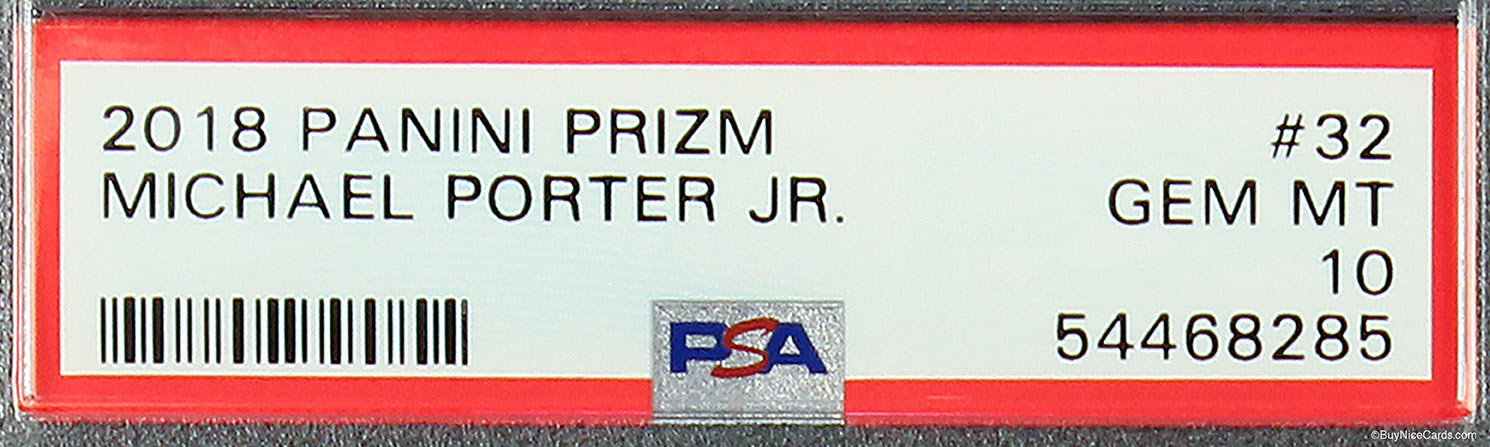 2018 PANINI PRIZM #32
MICHAEL PORTER JR. GEM MT
10
54468285
PSA
©BuyNiceCards.com